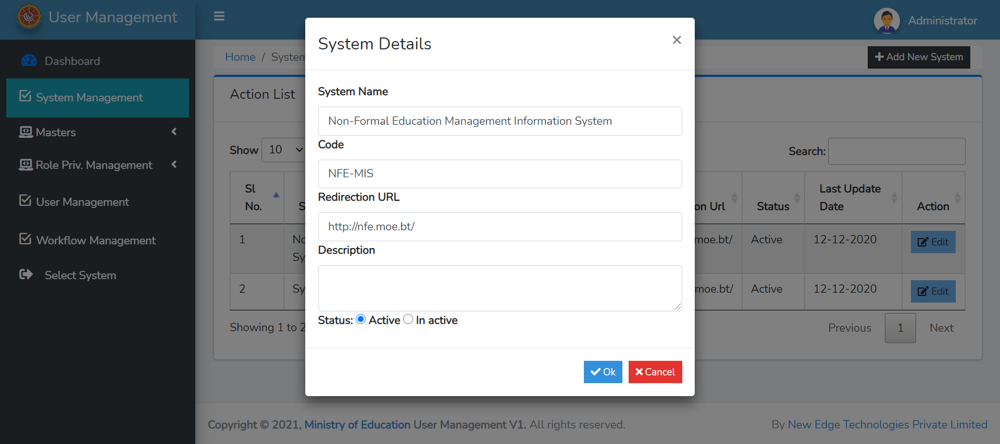 User Management
Administrator
Dashboard
System Management
Masters
Role Priv. Management
User Management
Workflow Management
Select System
Home / System
Add New System
Action List
Show 10
Search:
Sl No.
on Url
Status
Last Update Date
Action
1
moe.bt/
Active
12-12-2020
Edit
2
Sy
moe.bt/
Active
12-12-2020
Edit
Showing 1 to 2
Previous 1 Next
System Details
×
System Name
Non-Formal Education Management Information System
Code
NFE-MIS
Redirection URL
http://nfe.moe.bt/
Description
Status: Active In active
Ok
Cancel
Copyright © 2021, Ministry of Education User Management V1. All rights reserved.
By New Edge Technologies Private Limited